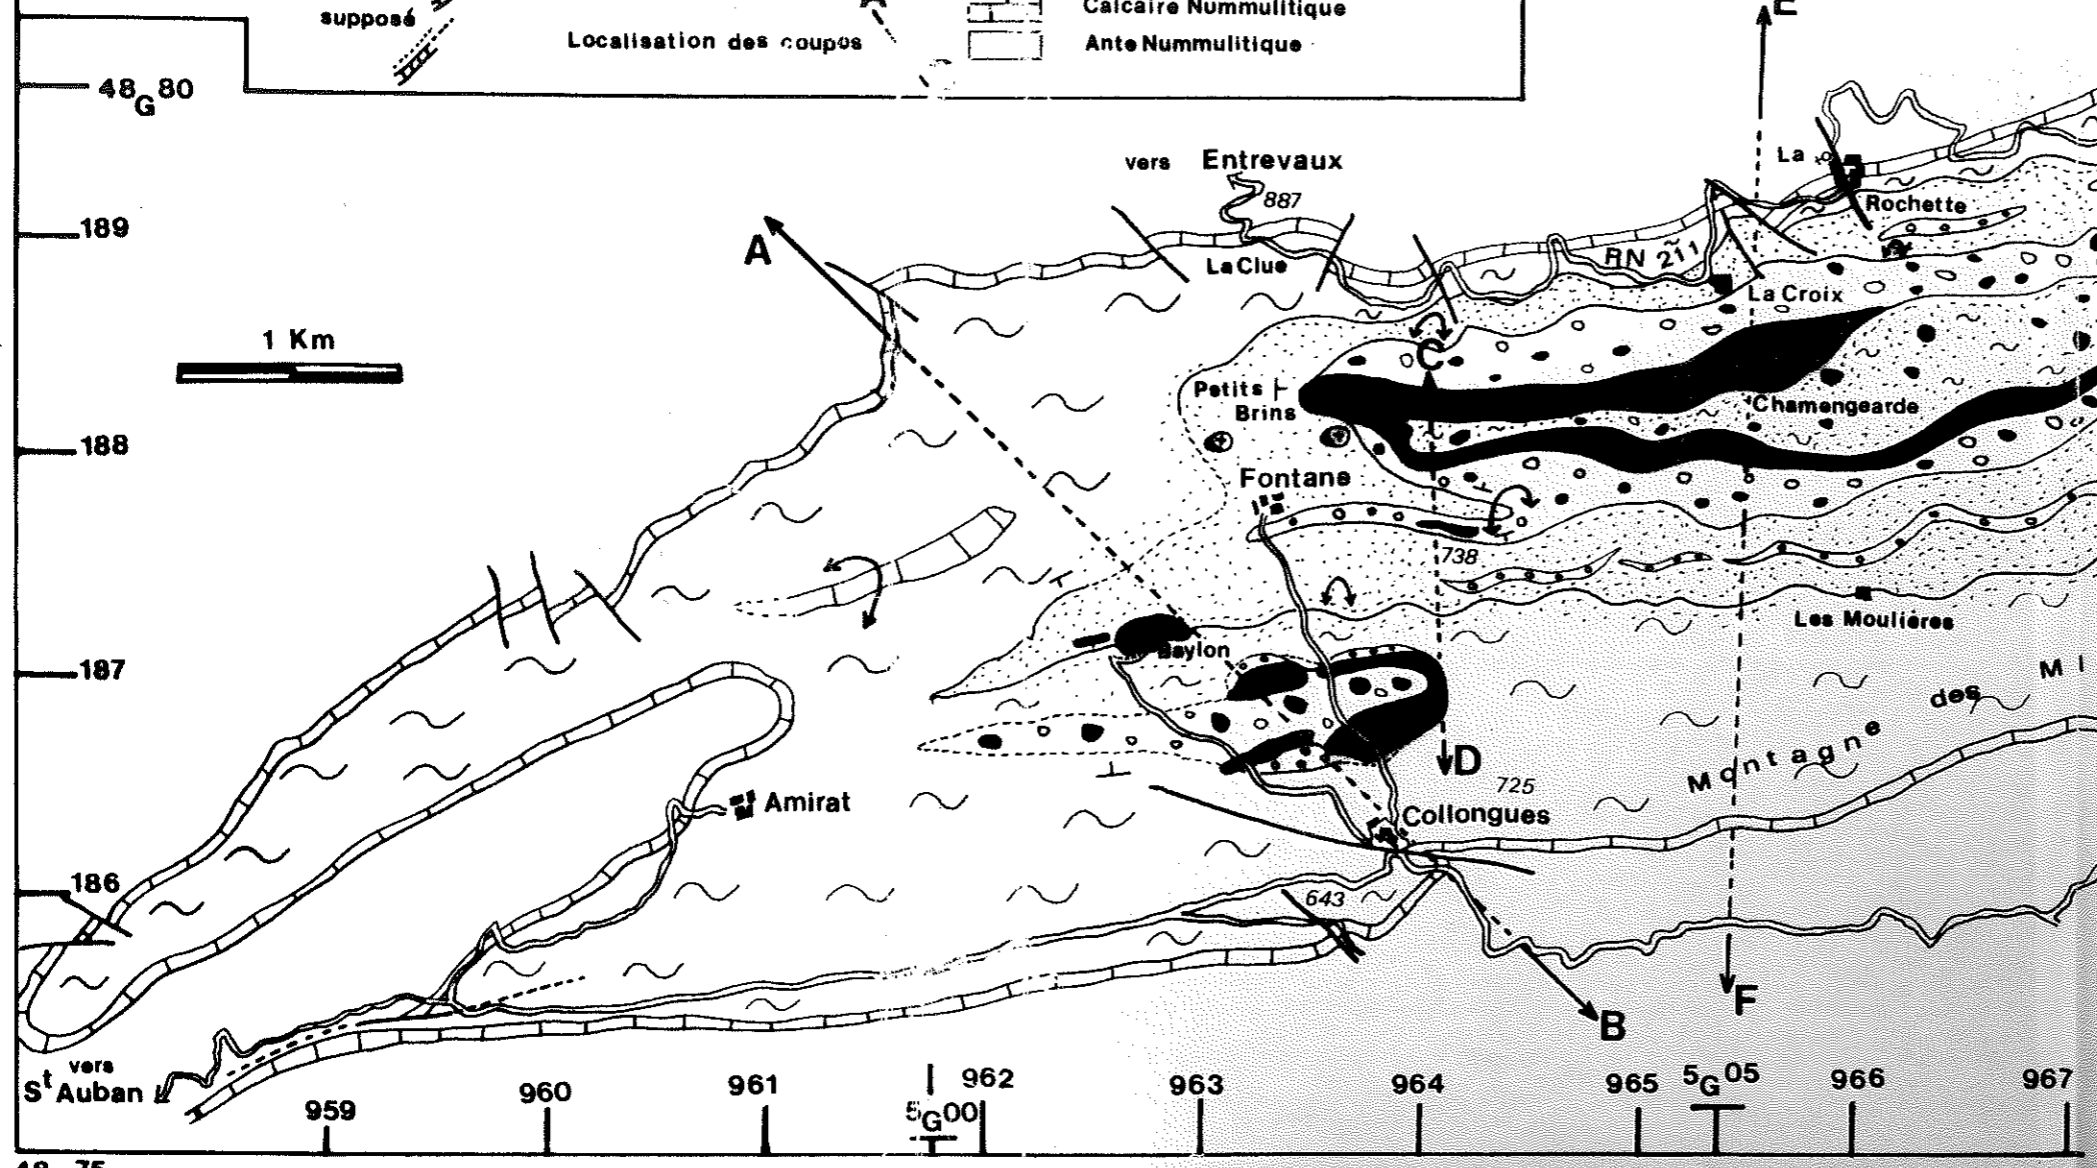 supposé
Localisation des coupes
Calcaire Nummulitique
Ante Nummulitique
E
48G80
vers Entrevaux
887
La
Rochette
189
A
La Clue
RN 211
La Croix
1 Km
C
Petits
Brins
Chamengearde
188
Fontane
738
Les Moulières
187
Baylon
des
Montagne
D
725
Amirat
Collongues
186
643
F
B
vers
St Auban
959
960
961
962
963
964
965
5G05
966
967
5G00